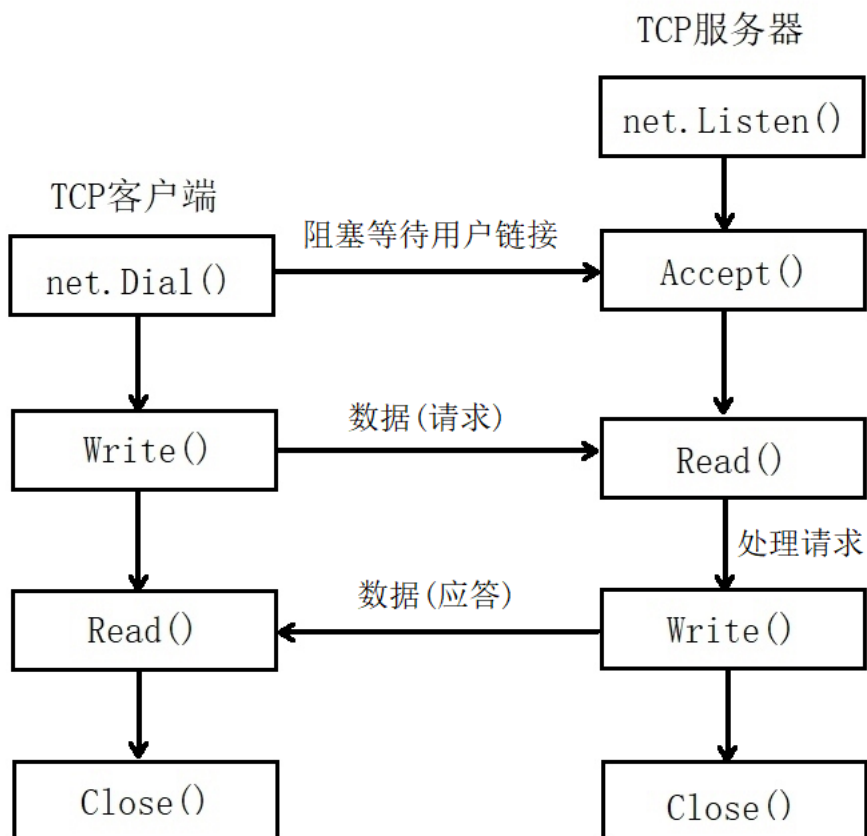 TCP服务器
net.Listen()
TCP客户端
阻塞等待用户链接
net.Dial()
Accept()
数据(请求)
Write()
Read()
处理请求
数据(应答)
Read()
Write()
Close()
Close()